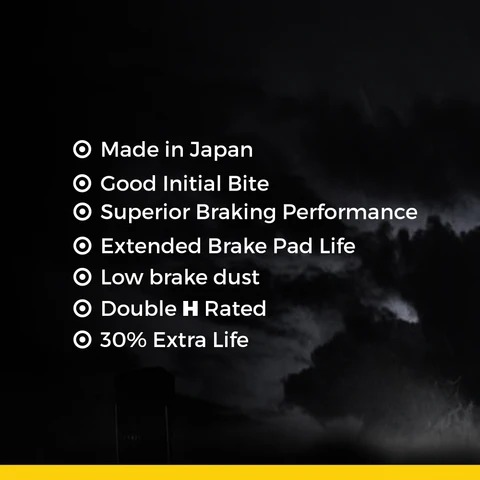 Made in Japan
Good Initial Bite
Superior Braking Performance
Extended Brake Pad Life
Low brake dust
Double H Rated
30% Extra Life